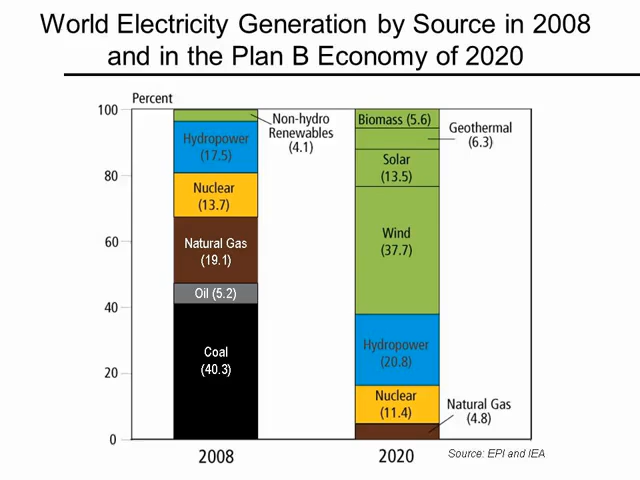 World Electricity Generation by Source in 2008
and in the Plan B Economy of 2020
Percent
100
80
60
40
20
0
Non-hydro
Renewables
(4.1)
Hydropower
(17.5)
Nuclear
(13.7)
Natural Gas
(19.1)
Oil (5.2)
Coal
(40.3)
2008
Biomass (5.6)
Geothermal
(6.3)
Solar
(13.5)
Wind
(37.7)
Hydropower
(20.8)
Nuclear
(11.4)
Natural Gas
(4.8)
2020
Source: EPI and IEA